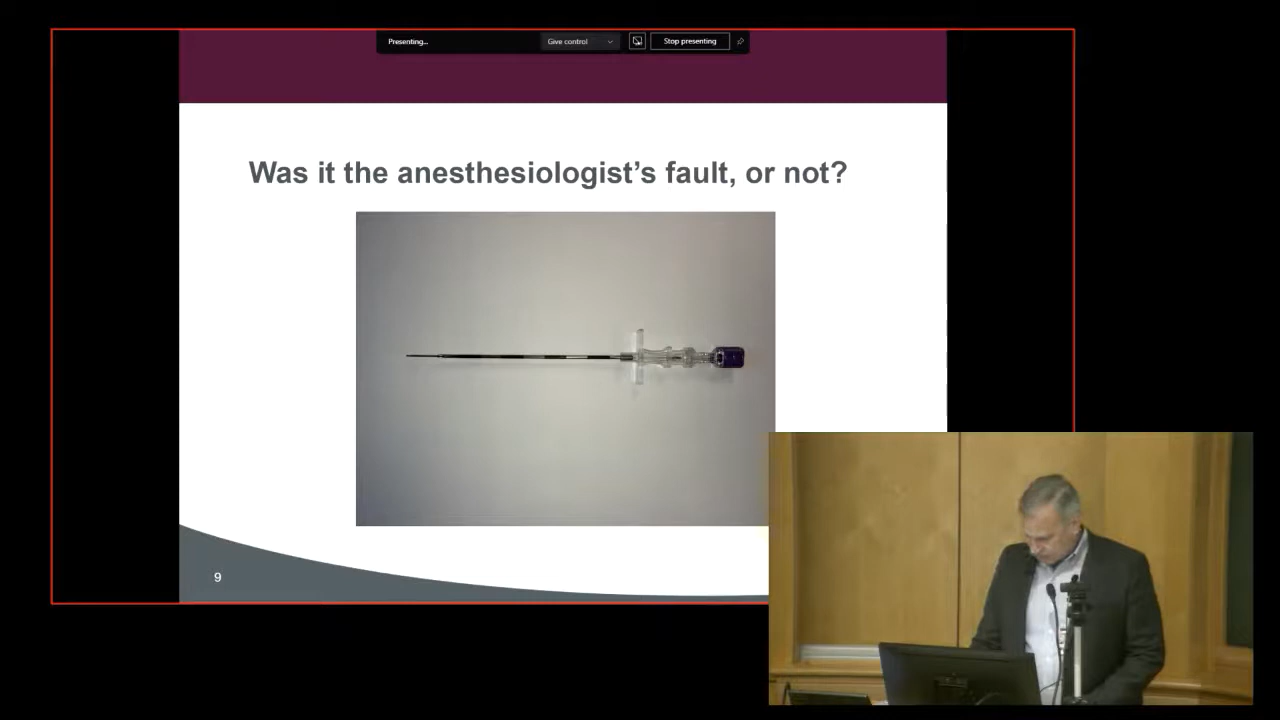 Presenting...
Give control
Stop presenting
Was it the anesthesiologist’s fault, or not?
9